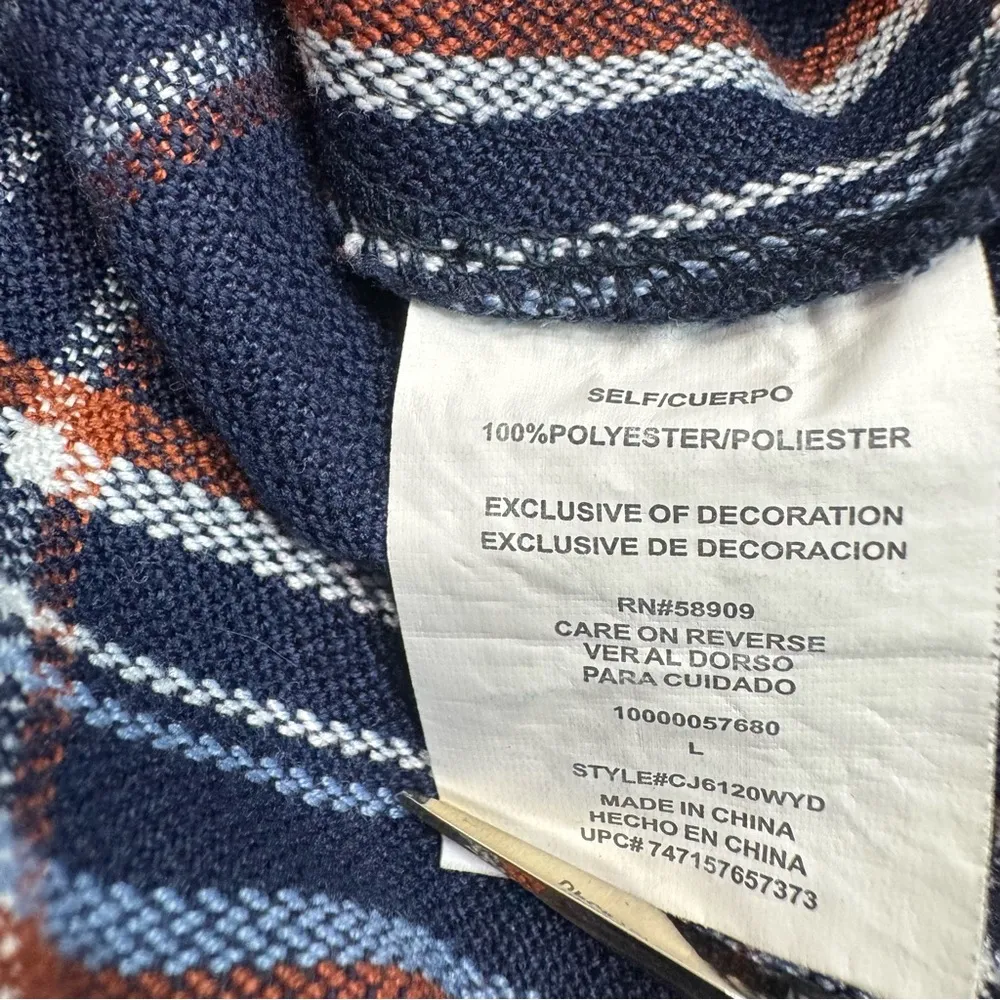 SELF/CUERPO
100%POLYESTER/POLIESTER
EXCLUSIVE OF DECORATION
EXCLUSIVE DE DECORACION
RN#58909
CARE ON REVERSE
VER AL DORSO
PARA CUIDADO
10000057680
L
STYLE#CJ6120WYD
MADE IN CHINA
HECHO EN CHINA
UPC# 747157657373